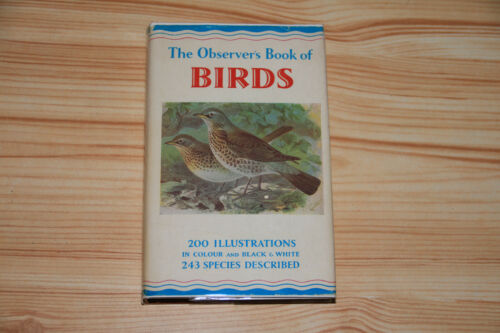 The Observer's Book of
BIRDS
200 ILLUSTRATIONS
IN COLOUR AND BLACK & WHITE
243 SPECIES DESCRIBED